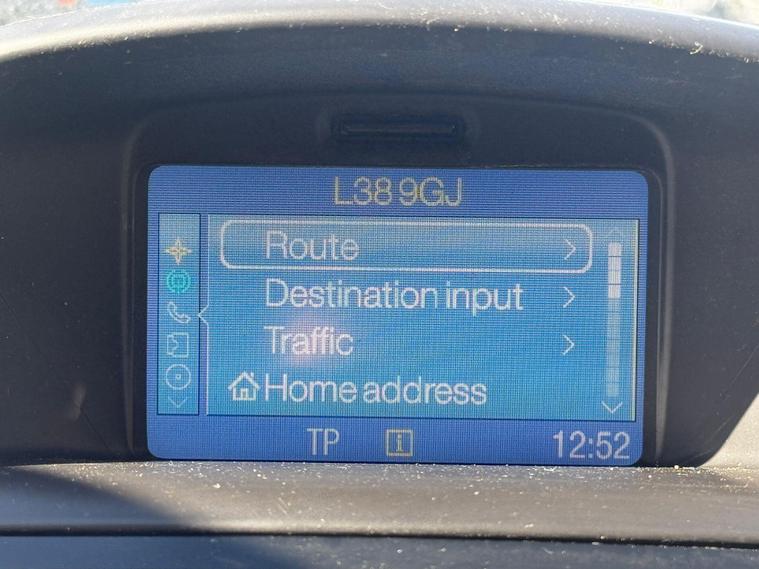 L38 9GJ
Route
Destination input
Traffic
Home address
TP i 12:52